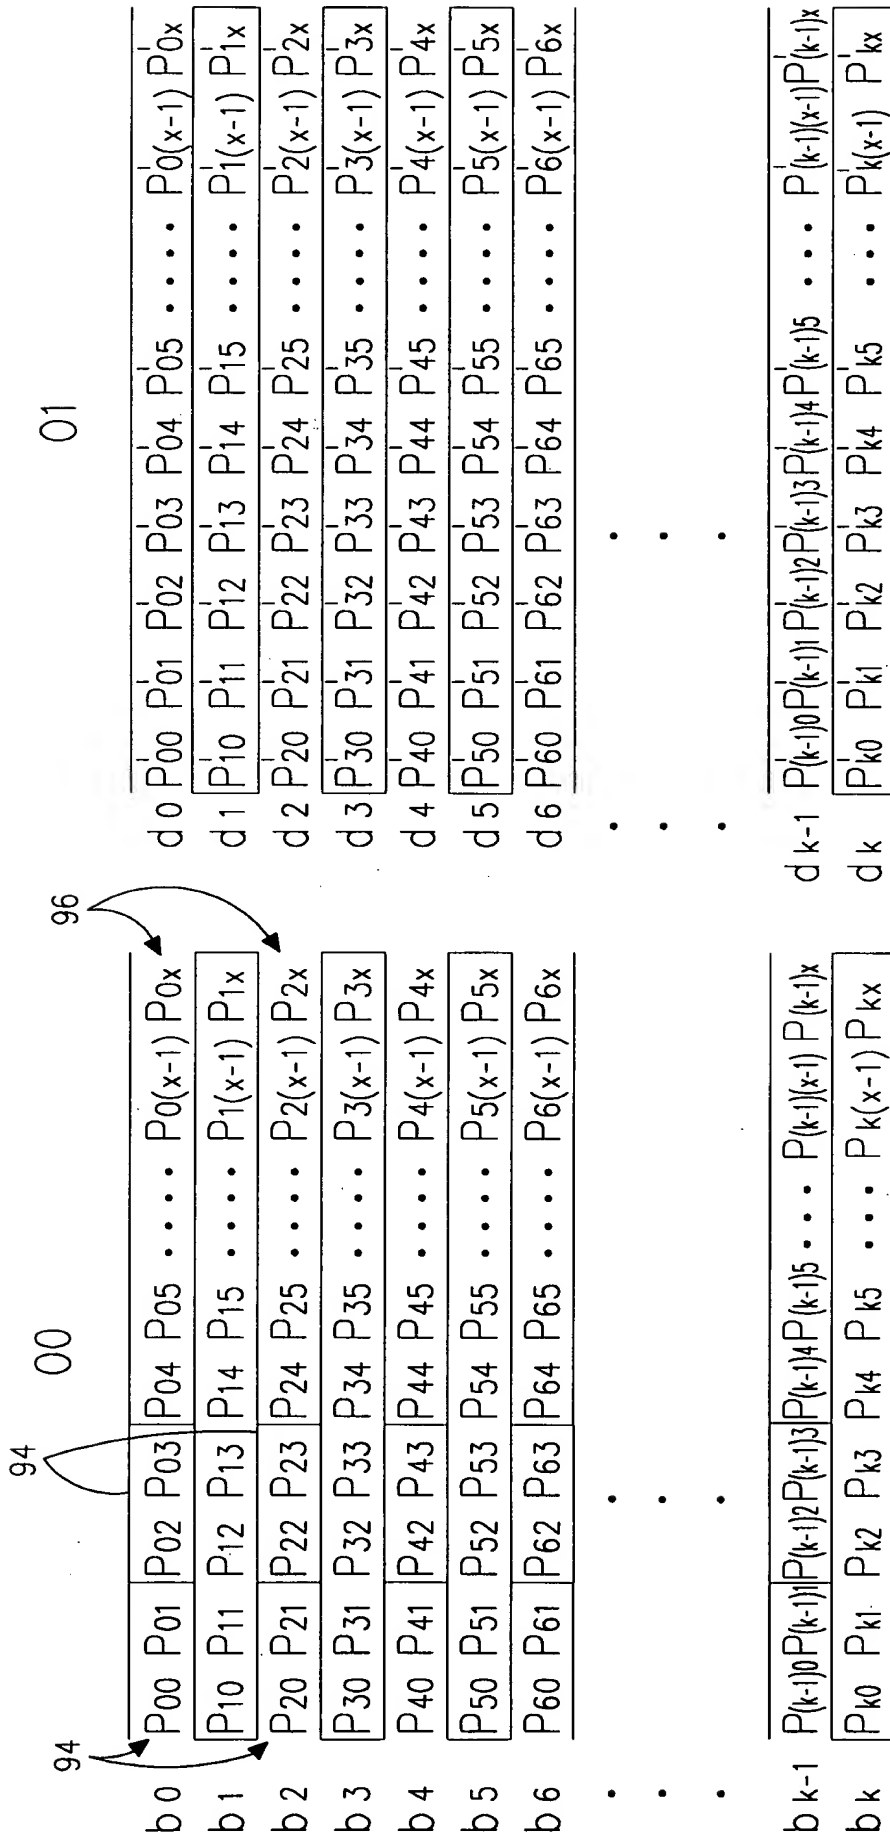 94
00
01
94
96
b0 P00 P01 P02 P03 P04 P05 ..... P0(x-1) P0x
d0 P'00 P'01 P'02 P'03 P'04 P'05 ..... P'0(x-1) P'0x
b1 P10 P11 P12 P13 P14 P15 ..... P1(x-1) P1x
d1 P'10 P'11 P'12 P'13 P'14 P'15 ..... P'1(x-1) P'1x
b2 P20 P21 P22 P23 P24 P25 ..... P2(x-1) P2x
d2 P'20 P'21 P'22 P'23 P'24 P'25 ..... P'2(x-1) P'2x
b3 P30 P31 P32 P33 P34 P35 ..... P3(x-1) P3x
d3 P'30 P'31 P'32 P'33 P'34 P'35 ..... P'3(x-1) P'3x
b4 P40 P41 P42 P43 P44 P45 ..... P4(x-1) P4x
d4 P'40 P'41 P'42 P'43 P'44 P'45 ..... P'4(x-1) P'4x
b5 P50 P51 P52 P53 P54 P55 ..... P5(x-1) P5x
d5 P'50 P'51 P'52 P'53 P'54 P'55 ..... P'5(x-1) P'5x
b6 P60 P61 P62 P63 P64 P65 ..... P6(x-1) P6x
d6 P'60 P'61 P'62 P'63 P'64 P'65 ..... P'6(x-1) P'6x
bk-1 P(k-1)0 P(k-1)1 P(k-1)2 P(k-1)3 P(k-1)4 P(k-1)5 ... P(k-1)(x-1) P(k-1)x
dk-1 P'(k-1)0 P'(k-1)1 P'(k-1)2 P'(k-1)3 P'(k-1)4 P'(k-1)5 ... P'(k-1)(x-1) P'(k-1)x
bk Pk0 Pk1 Pk2 Pk3 Pk4 Pk5 ... Pk(x-1) Pkx
dk P'k0 P'k1 P'k2 P'k3 P'k4 P'k5 ... P'k(x-1) P'kx